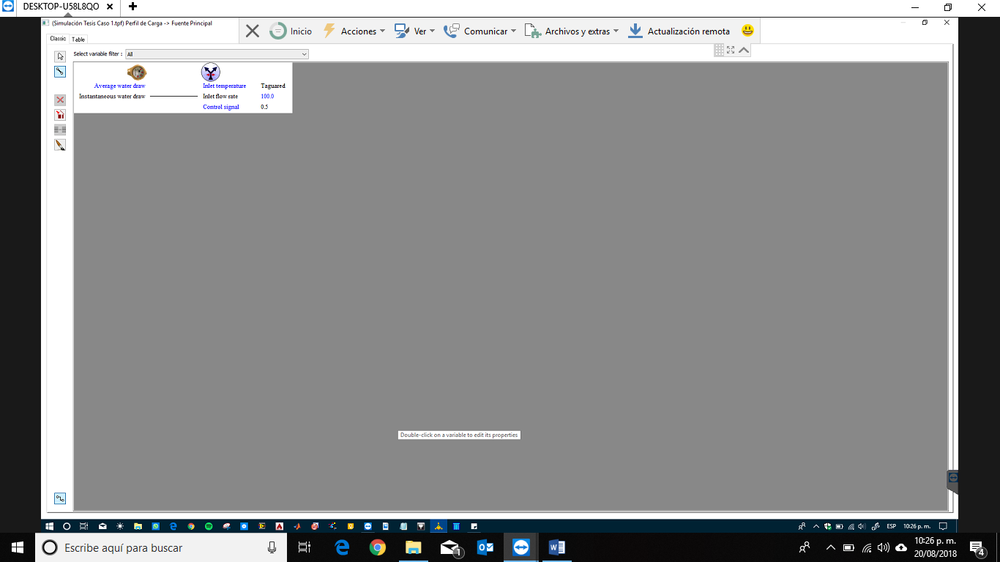 DESKTOP-U58L8QO
(Simulación Tesis Caso 1.tpf) Perfil de Carga -> Fuente Principal
Inicio
Acciones
Ver
Comunicar
Archivos y extras
Actualización remota
Classic
Table
Select variable filter :
All
Average water draw
Inlet temperature
Taguared
Instantaneous water draw
Inlet flow rate
100.0
Control signal
0.5
Double-click on a variable to edit its properties
ESP
10:26 p. m.
Escribe aquí para buscar
1
10:26 p. m.
20/08/2018
4